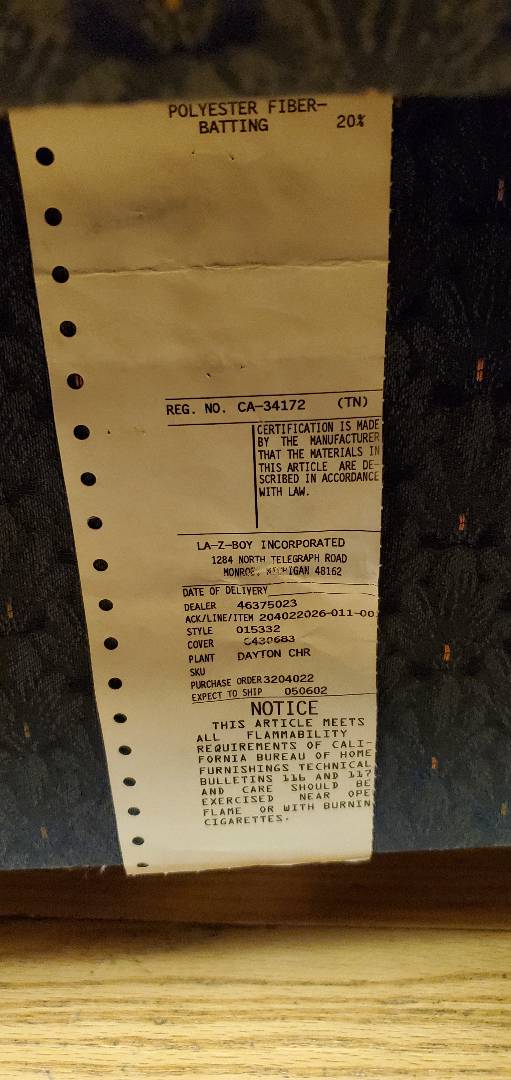 POLYESTER FIBER-
BATTING 20%
REG. NO. CA-34172 (TN)
CERTIFICATION IS MADE
BY THE MANUFACTURER
THAT THE MATERIALS IN
THIS ARTICLE ARE DE-
SCRIBED IN ACCORDANCE
WITH LAW.
LA-Z-BOY INCORPORATED
1284 NORTH TELEGRAPH ROAD
MONROE, MICHIGAN 48162
DATE OF DELIVERY
DEALER 46375023
ACK/LINE/ITEM 204022026-011-00
STYLE 015332
COVER C430683
PLANT DAYTON CHR
SKU
PURCHASE ORDER 3204022
EXPECT TO SHIP 050602
NOTICE
THIS ARTICLE MEETS
ALL FLAMMABILITY
REQUIREMENTS OF CALI-
FORNIA BUREAU OF HOME
FURNISHINGS TECHNICAL
BULLETINS 116 AND 117
AND CARE SHOULD BE
EXERCISED NEAR OPE
FLAME OR WITH BURNIN
CIGARETTES.